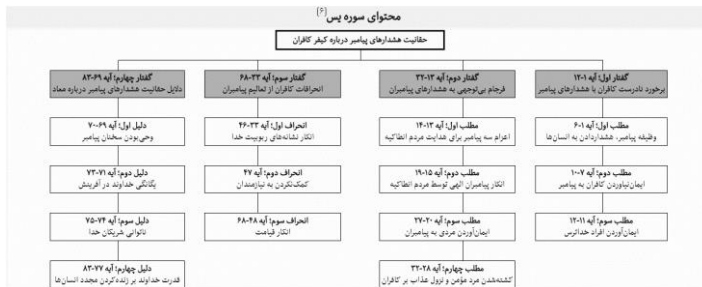 محتوای سوره یس[۶]
حقانیت هشدارهای پیامبر درباره کیفر کافران
گفتار اول؛ آیه ۱-۱۲
برخورد نادرست کافران با هشدارهای پیامبر
مطلب اول؛ آیه ۱-۶
وظیفه پیامبر، هشداردادن به انسان‌ها
مطلب دوم؛ آیه ۷-۱۰
ایمان‌نیاوردن کافران به پیامبر
مطلب سوم؛ آیه ۱۱-۱۲
ایمان‌آوردن افراد خداترس
گفتار دوم؛ آیه ۱۳-۳۲
فرجام بی‌توجهی به هشدارهای پیامبران
مطلب اول؛ آیه ۱۳-۱۴
اعزام سه پیامبر برای هدایت مردم انطاکیه
مطلب دوم؛ آیه ۱۵-۱۹
انکار پیامبران الهی توسط مردم انطاکیه
مطلب سوم؛ آیه ۲۰-۲۷
ایمان‌آوردن مردی به پیامبران
مطلب چهارم؛ آیه ۲۸-۳۲
کشته‌شدن مرد مؤمن و نزول عذاب بر کافران
گفتار سوم؛ آیه ۳۳-۶۸
انحرافات کافران از تعالیم پیامبران
انحراف اول؛ آیه ۳۳-۴۶
انکار نشانه‌های ربوبیت خدا
انحراف دوم؛ آیه ۴۷
کمک‌نکردن به نیازمندان
انحراف سوم؛ آیه ۴۸-۶۸
انکار قیامت
گفتار چهارم؛ آیه ۶۹-۸۳
دلایل حقانیت هشدارهای پیامبر درباره معاد
دلیل اول؛ آیه ۶۹-۷۰
وحی‌بودن سخنان پیامبر
دلیل دوم؛ آیه ۷۱-۷۳
یگانگی خداوند در آفرینش
دلیل سوم؛ آیه ۷۴-۷۵
ناتوانی شریکان خدا
دلیل چهارم؛ آیه ۷۷-۸۳
قدرت خداوند بر زنده‌کردن مجدد انسان‌ها